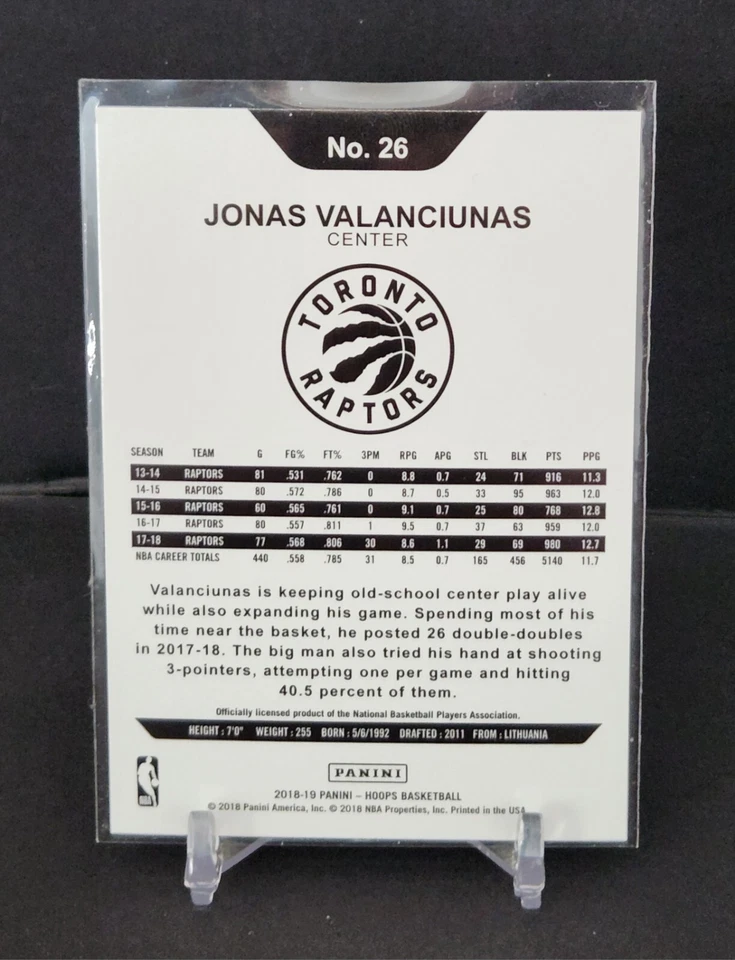 No. 26
JONAS VALANCIUNAS
CENTER
TORONTO
RAPTORS
SEASON TEAM G FG% FT% 3PM RPG APG STL BLK PTS PPG
13-14 RAPTORS 81 .531 .762 0 8.8 0.7 24 71 916 11.3
14-15 RAPTORS 80 .572 .786 0 8.7 0.5 33 95 963 12.0
15-16 RAPTORS 60 .565 .761 0 9.1 0.7 25 80 768 12.8
16-17 RAPTORS 80 .557 .811 1 9.5 0.7 37 63 959 12.0
17-18 RAPTORS 77 .568 .806 30 8.6 1.1 29 69 980 12.7
NBA CAREER TOTALS 440 .558 .785 31 8.5 0.7 165 456 5140 11.7
Valanciunas is keeping old-school center play alive
while also expanding his game. Spending most of his
time near the basket, he posted 26 double-doubles
in 2017-18. The big man also tried his hand at shooting
3-pointers, attempting one per game and hitting
40.5 percent of them.
Officially licensed product of the National Basketball Players Association.
HEIGHT : 7'0" WEIGHT : 255 BORN : 5/6/1992 DRAFTED : 2011 FROM : LITHUANIA
NBA
PANINI
2018-19 PANINI – HOOPS BASKETBALL
© 2018 Panini America, Inc. © 2018 NBA Properties, Inc. Printed in the USA